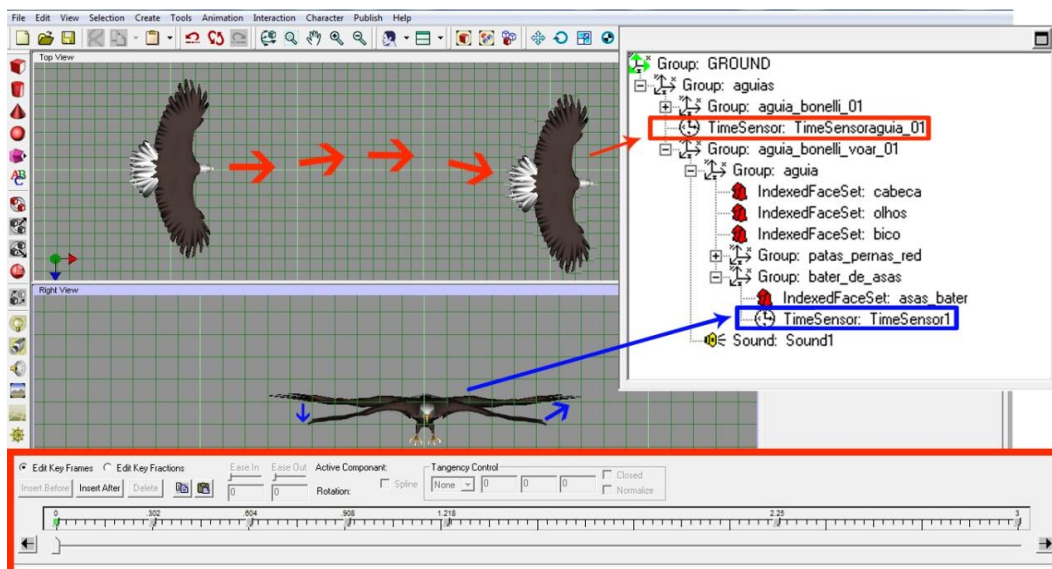 File Edit View Selection Create Tools Animation Interaction Character Publish Help
Top View
Group: GROUND
Group: aguias
Group: aguia_bonelli_01
TimeSensor: TimeSensoraguia_01
Group: aguia_bonelli_voar_01
Group: aguia
IndexedFaceSet: cabeca
IndexedFaceSet: olhos
IndexedFaceSet: bico
Group: patas_pernas_red
Group: bater_de_asas
IndexedFaceSet: asas_bater
TimeSensor: TimeSensor1
Sound: Sound1
AB
C
Right View
Edit Key Frames Edit Key Fractions Ease In Ease Out Active Componant: Tangency Control Closed
Insert Before Insert After Delete 0 0 Rotation: Spline None 0 0 0 Normalize
0 .302 .604 .908 1.218 2.25 3